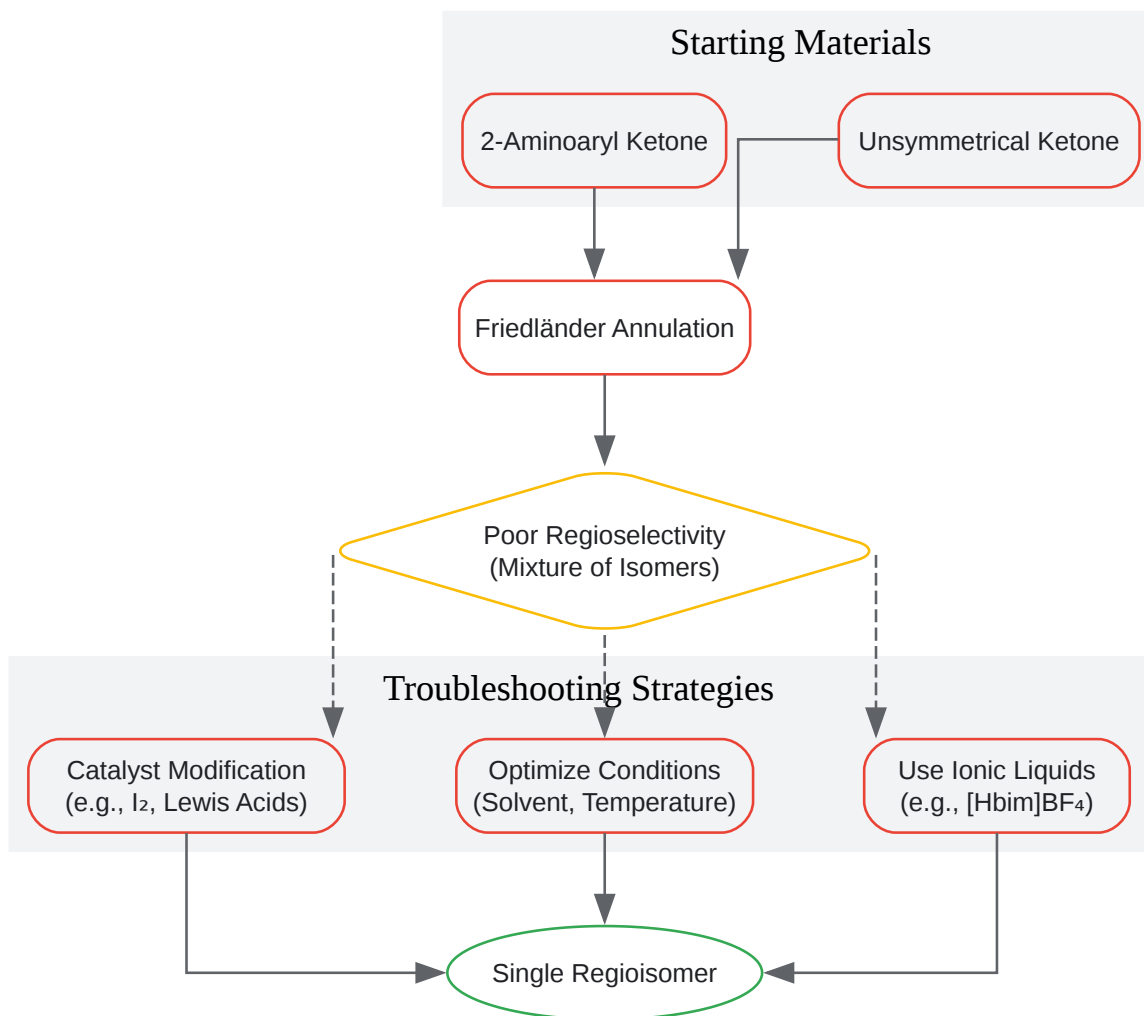 Starting Materials
2-Aminoaryl Ketone
Unsymmetrical Ketone
Friedländer Annulation
Poor Regioselectivity
(Mixture of Isomers)
Troubleshooting Strategies
Catalyst Modification
(e.g., I₂, Lewis Acids)
Optimize Conditions
(Solvent, Temperature)
Use Ionic Liquids
(e.g., [Hbim]BF₄)
Single Regioisomer